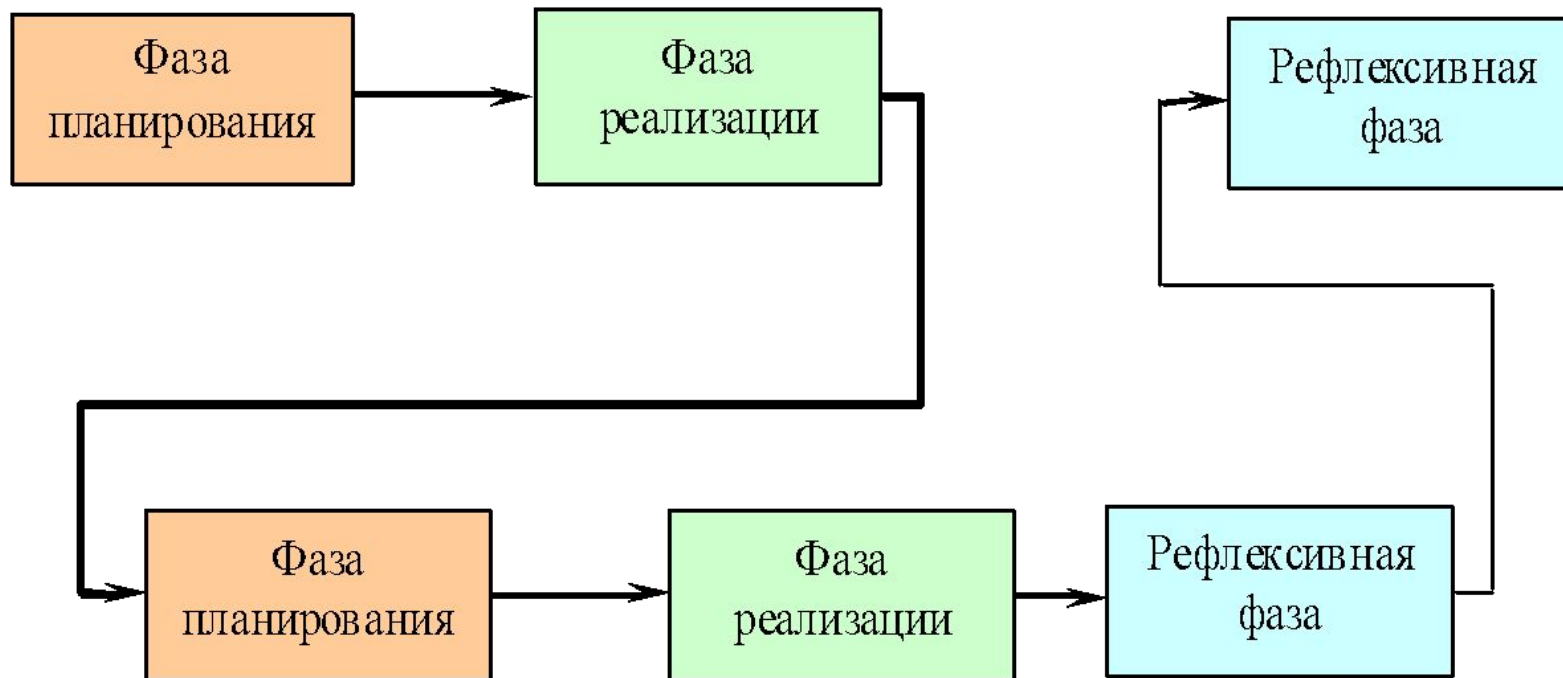 Фаза
планирования
Фаза
реализации
Рефлексивная
фаза
Фаза
планирования
Фаза
реализации
Рефлексивная
фаза